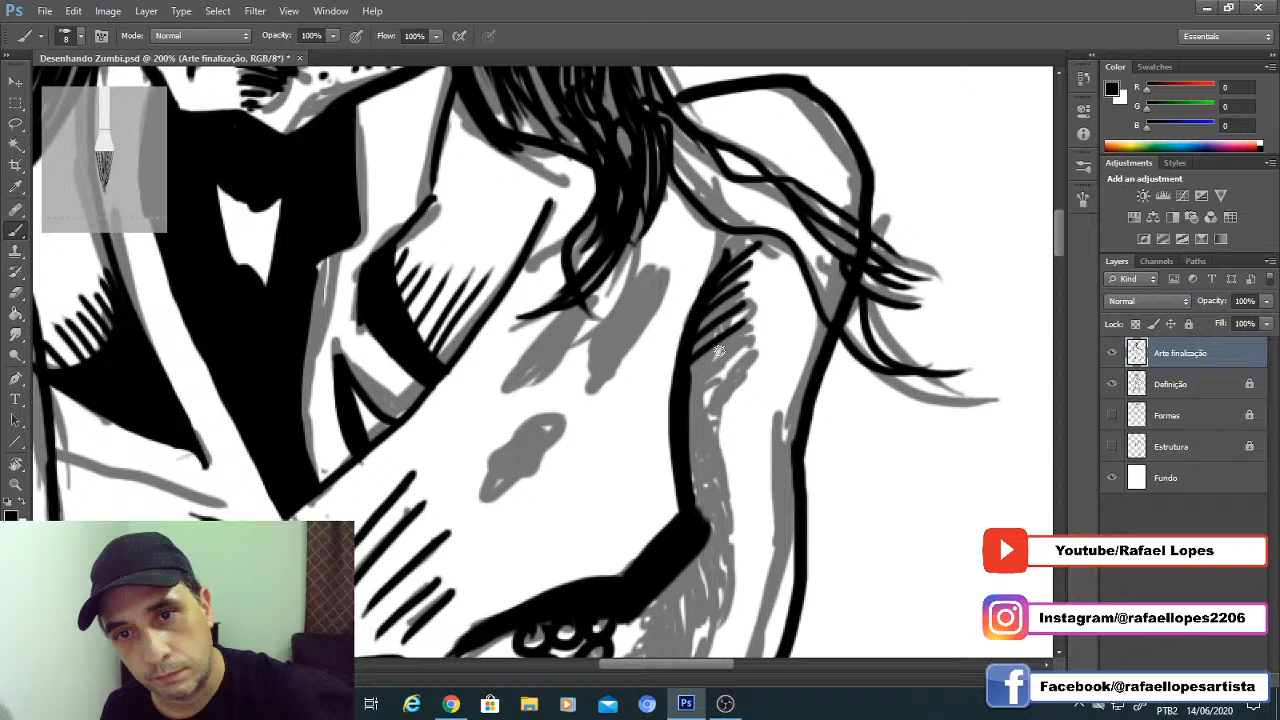 Ps File Edit Image Layer Type Select Filter View Window Help
8 Mode: Normal Opacity: 100% Flow: 100% Essentials
Desendhando Zumbi.psd @ 200% (Arte finalização, RGB/8*) * ×
Color Swatches
R 0
G 0
B 0
Adjustments Styles
Add an adjustment
Layers Channels Paths
Kind
Normal Opacity: 100%
Lock: Fill: 100%
Arte finalização
Definição
Formas
Estrutura
Fundo
Youtube/Rafael Lopes
Instagram/@rafaellopes2206
Facebook/@rafaellopesartista
Ps
PTB2 14/06/2020